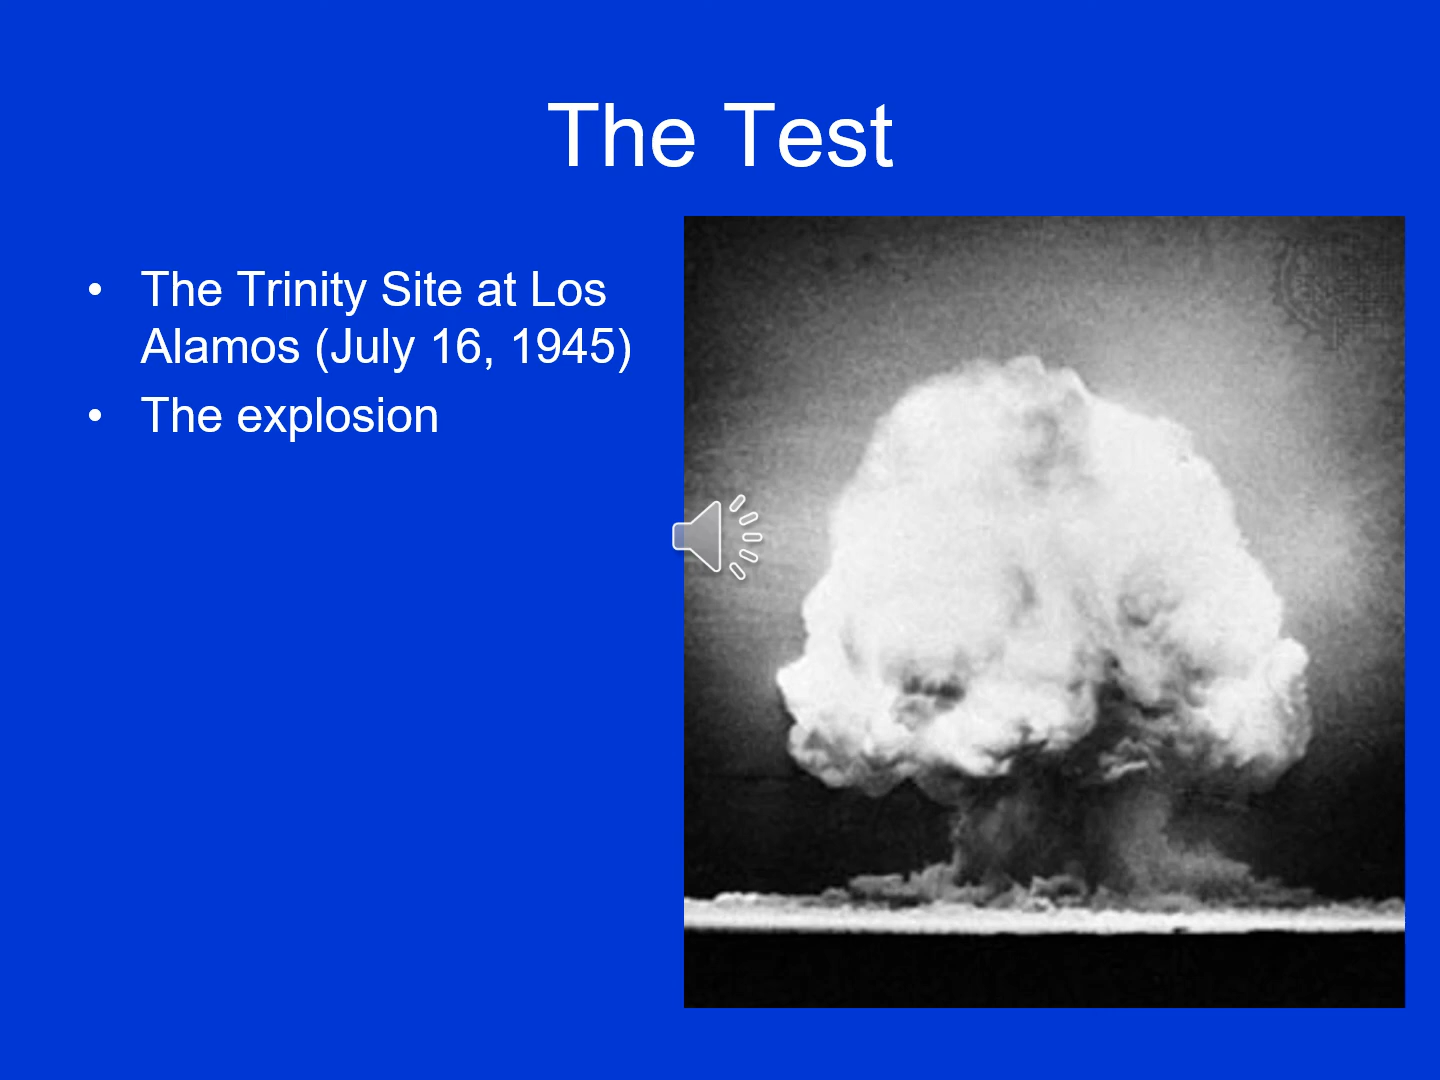 The Test
• The Trinity Site at Los
Alamos (July 16, 1945)
• The explosion